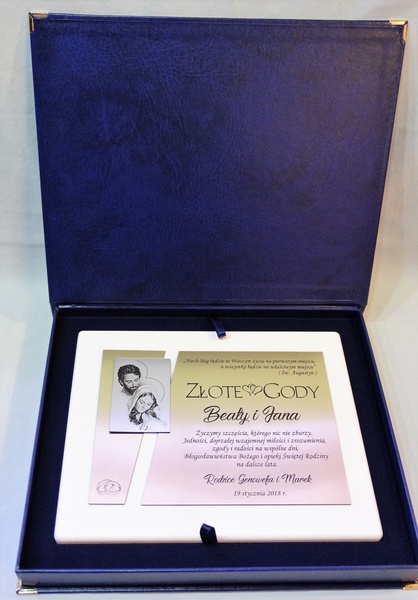 „Niech Bóg będzie w Waszym życiu na pierwszym miejscu,
a wszystko będzie na właściwym miejscu"
( Św. Augustyn )
ZŁOTE GODY
Beaty i Jana
Życzymy szczęścia, którego nic nie zburzy.
Jedności, dojrzałej wzajemnej miłości i zrozumienia,
zgody i radości na wspólne dni,
Błogosławieństwa Bożego i opieki Świętej Rodziny
na dalsze lata.
Rodzice Genowefa i Marek
19 stycznia 2018 r.